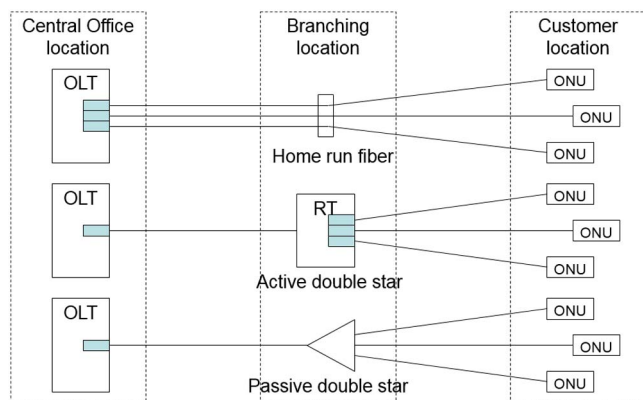 Central Office
location
Branching
location
Customer
location
OLT
ONU
ONU
ONU
Home run fiber
OLT
RT
ONU
ONU
ONU
Active double star
OLT
ONU
ONU
ONU
Passive double star